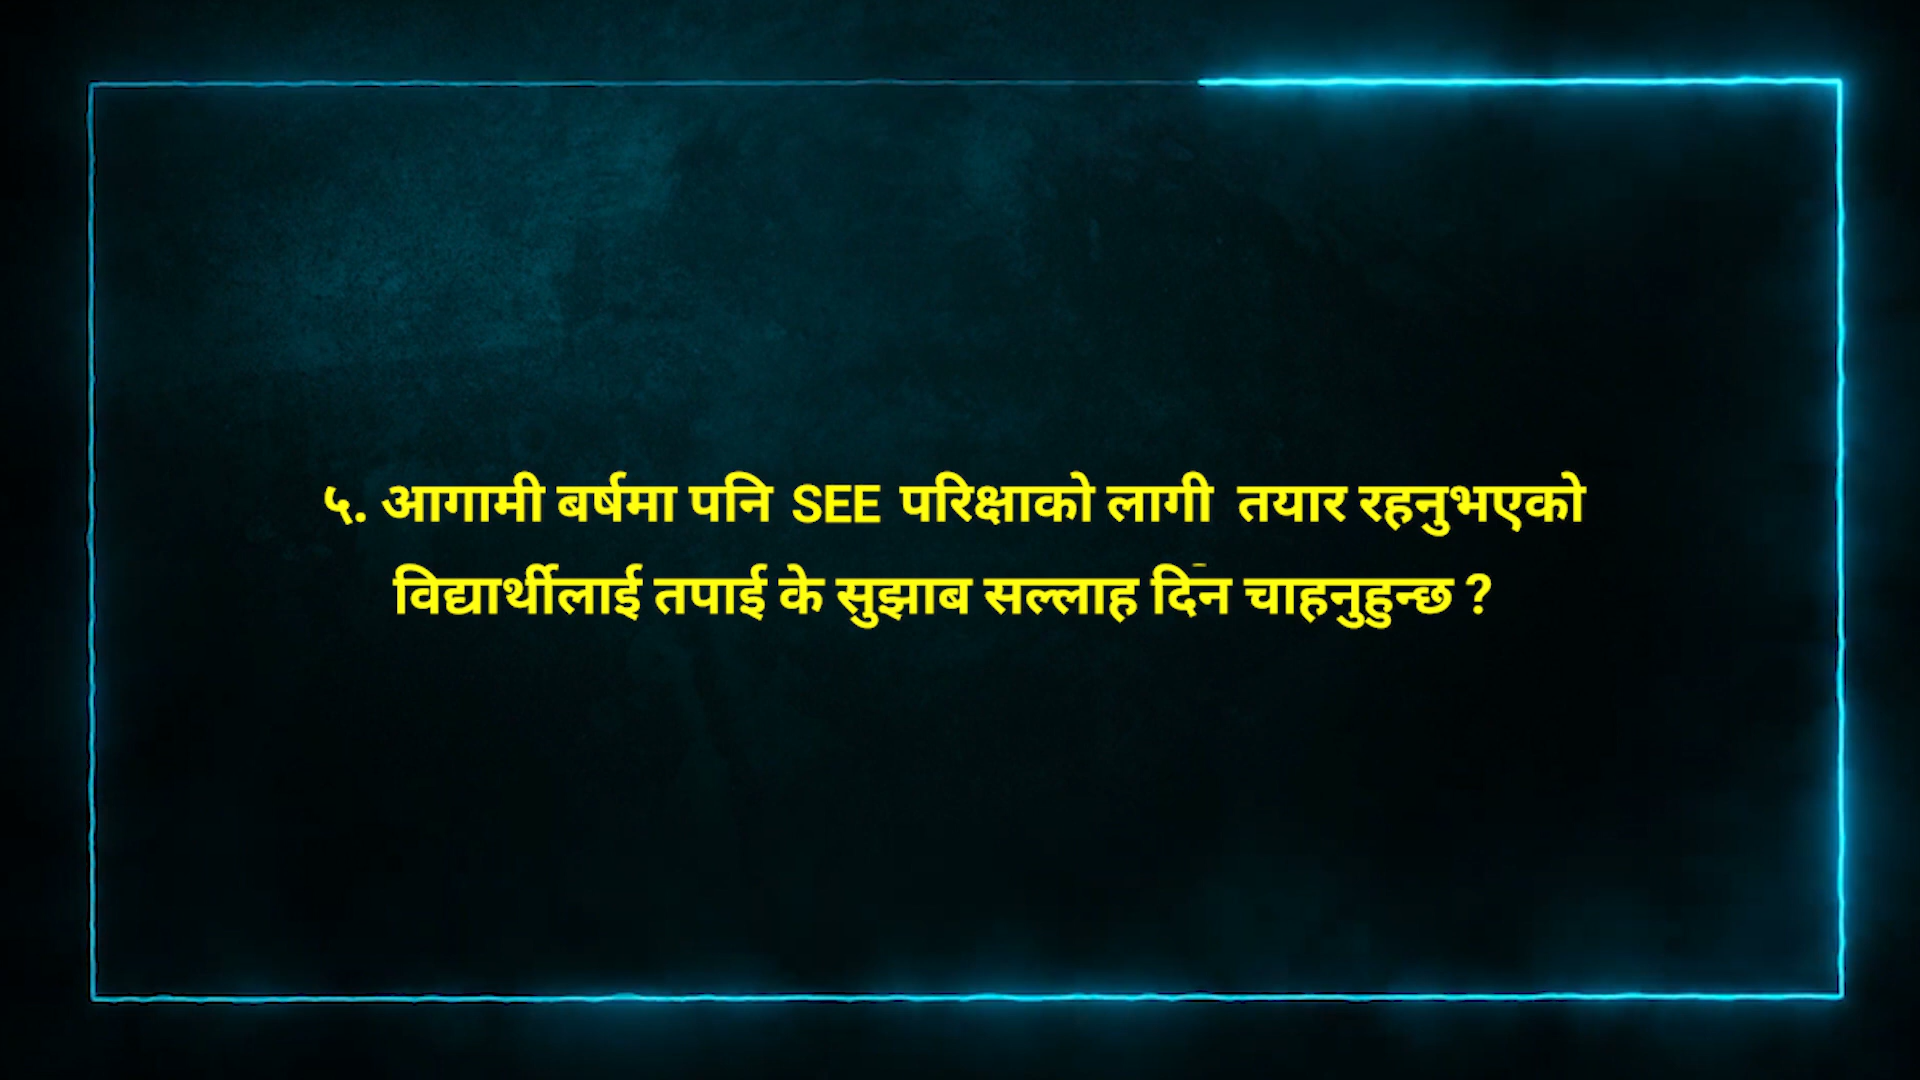 ५. आगामी बर्षमा पनि SEE परिक्षाको लागी तयार रहनुभएको
विद्यार्थीलाई तपाई के सुझाब सल्लाह दिन चाहनुहुन्छ ?